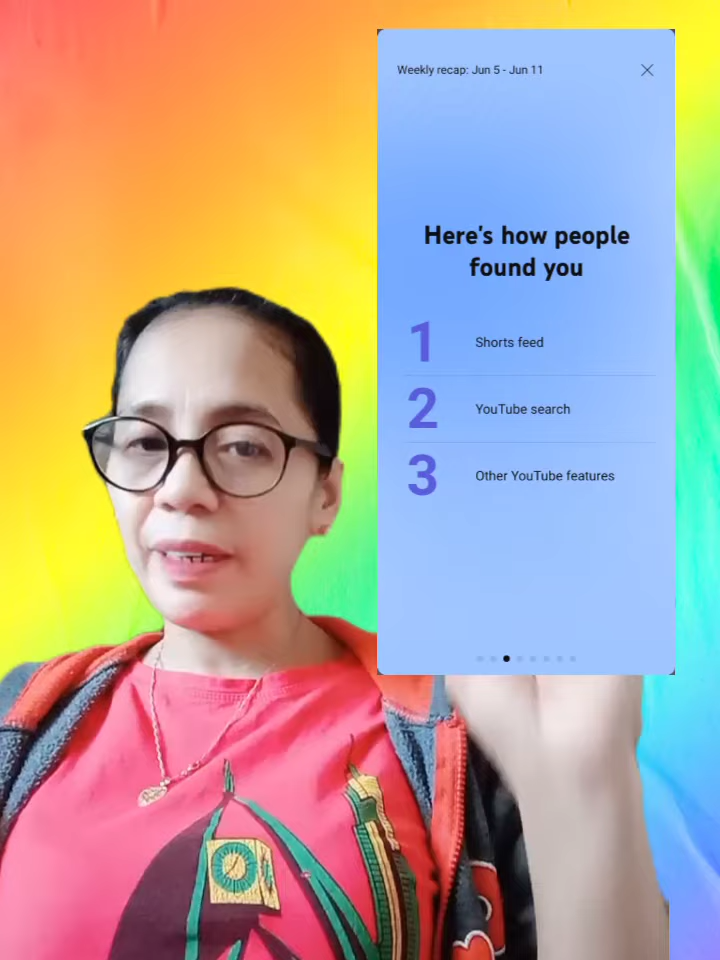 Weekly recap: Jun 5 - Jun 11
Here's how people
found you
1 Shorts feed
2 YouTube search
3 Other YouTube features